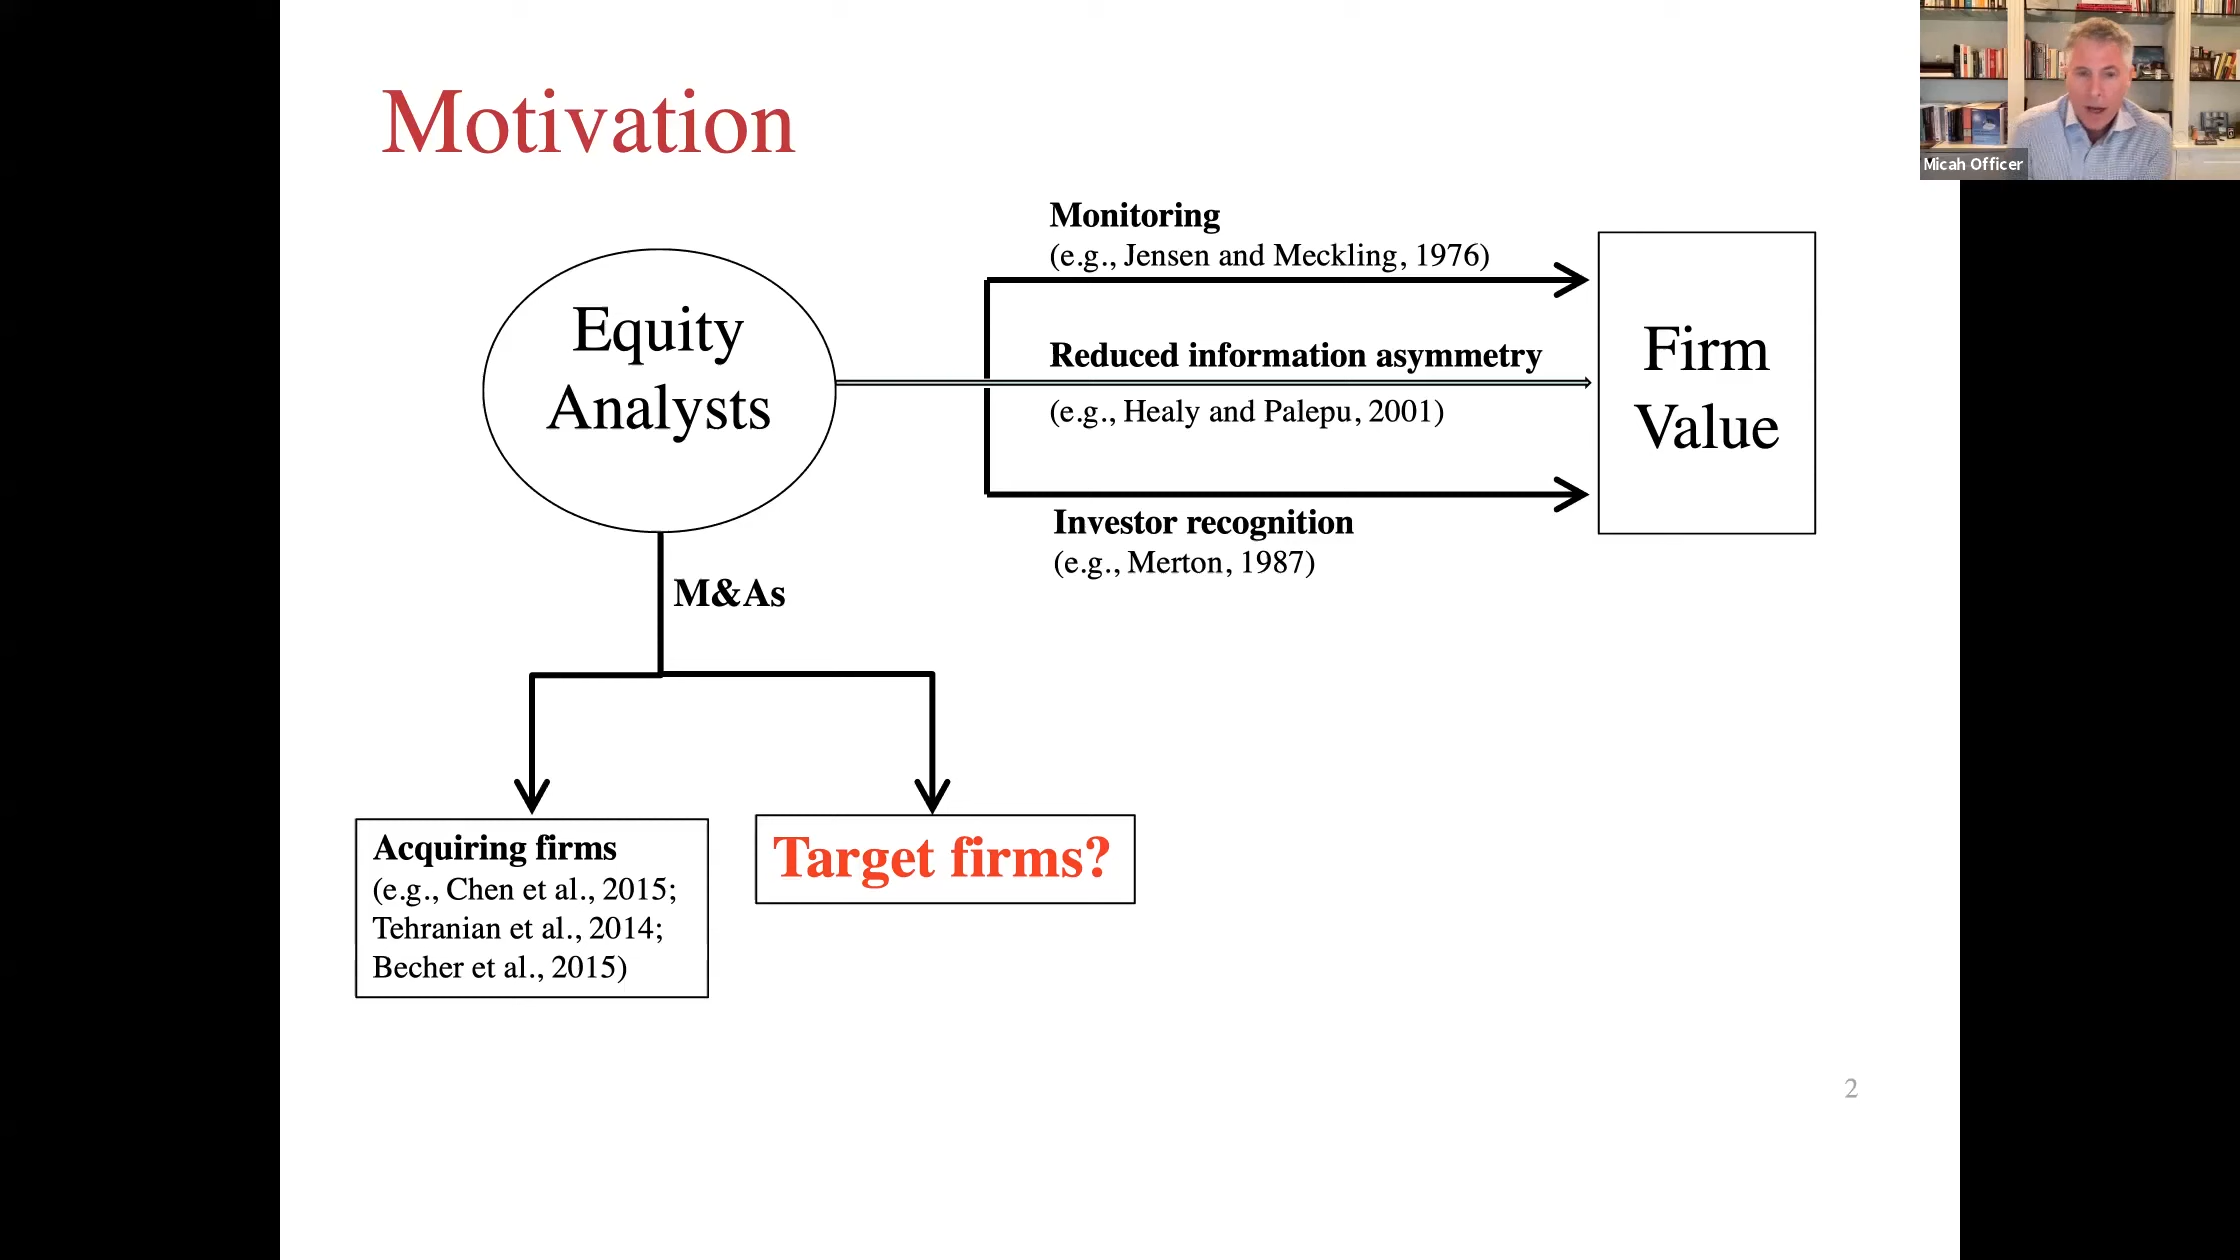 Motivation
Micah Officer
Monitoring
(e.g., Jensen and Meckling, 1976)
Equity
Analysts
Reduced information asymmetry
(e.g., Healy and Palepu, 2001)
Firm
Value
Investor recognition
(e.g., Merton, 1987)
M&As
Acquiring firms
(e.g., Chen et al., 2015;
Tehranian et al., 2014;
Becher et al., 2015)
Target firms?
2